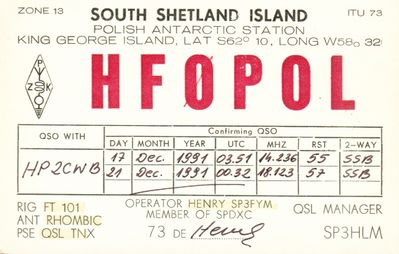 ZONE 13
SOUTH SHETLAND ISLAND
ITU 73
POLISH ANTARCTIC STATION
KING GEORGE ISLAND, LAT S62° 10, LONG W58o 32
PZK
HFØPOL
QSO WITH
Confirming QSO
DAY MONTH YEAR UTC MHz RST 2-WAY
HP2CWB
17 Dec. 1991 03.51 14.236 55 SSB
21 Dec. 1991 00.32 18.123 57 SSB
RIG FT 101
OPERATOR HENRY SP3FYM
QSL MANAGER
ANT RHOMBIC
MEMBER OF SPDXC
PSE QSL TNX
73 DE Henry
SP3HLM